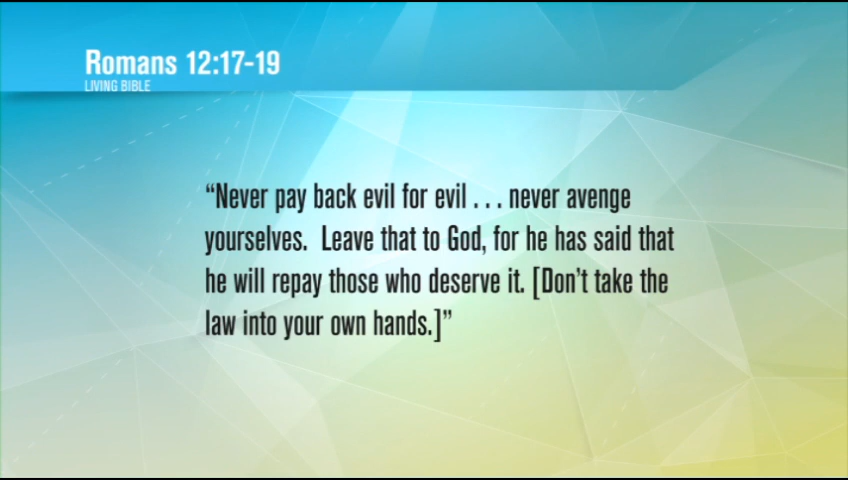 Romans 12:17-19
LIVING BIBLE
“Never pay back evil for evil . . . never avenge
yourselves.  Leave that to God, for he has said that
he will repay those who deserve it. [Don’t take the
law into your own hands.]”